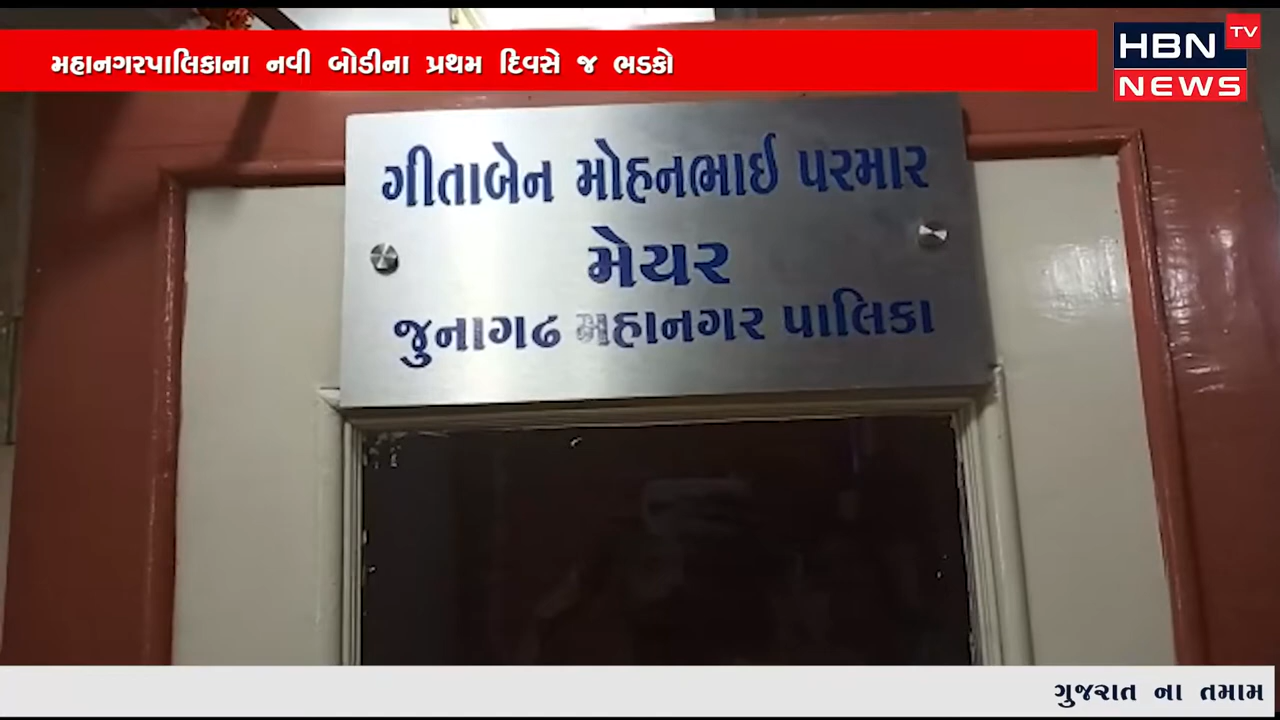 મહાનગરપાલિકાના નવી બોડીના પ્રથમ દિવસે જ ભડકો
HBN TV
NEWS
ગીતાબેન મોહનભાઈ પરમાર
મેયર
જુનાગઢ મહાનગર પાલિકા
ગુજરાત ના તમામ